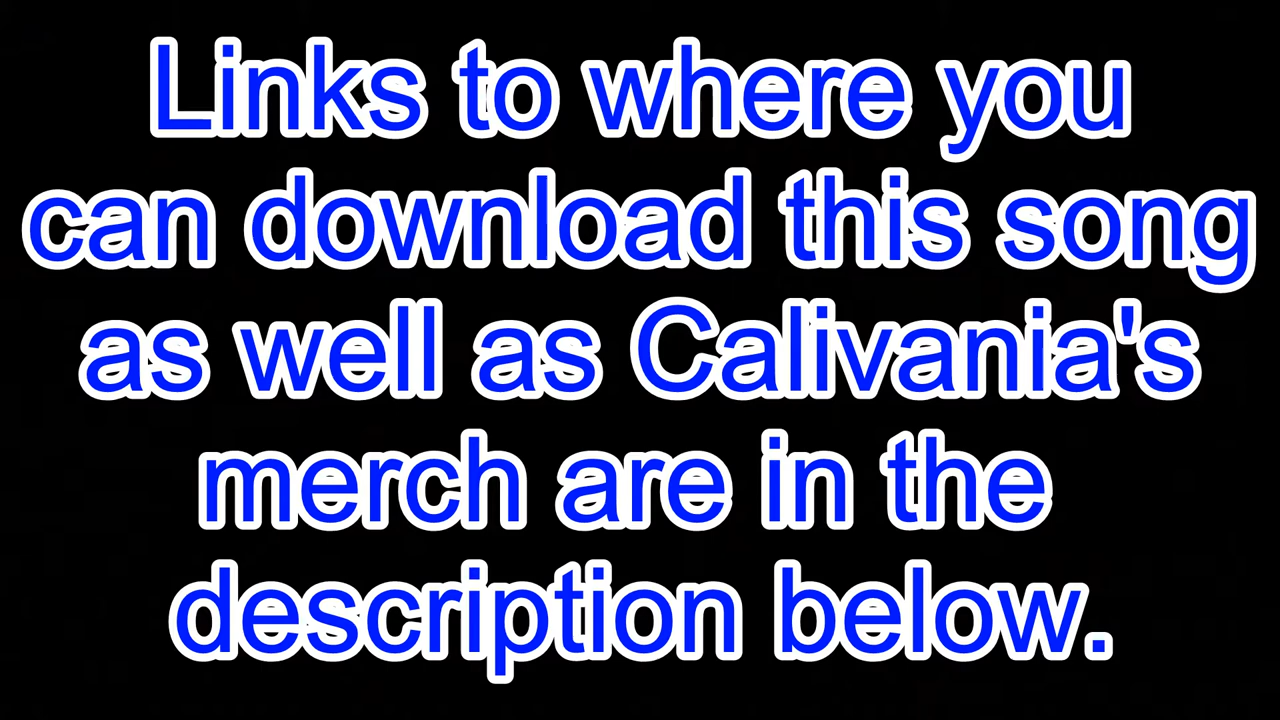 Links to where you
can download this song
as well as Calivania's
merch are in the
description below.